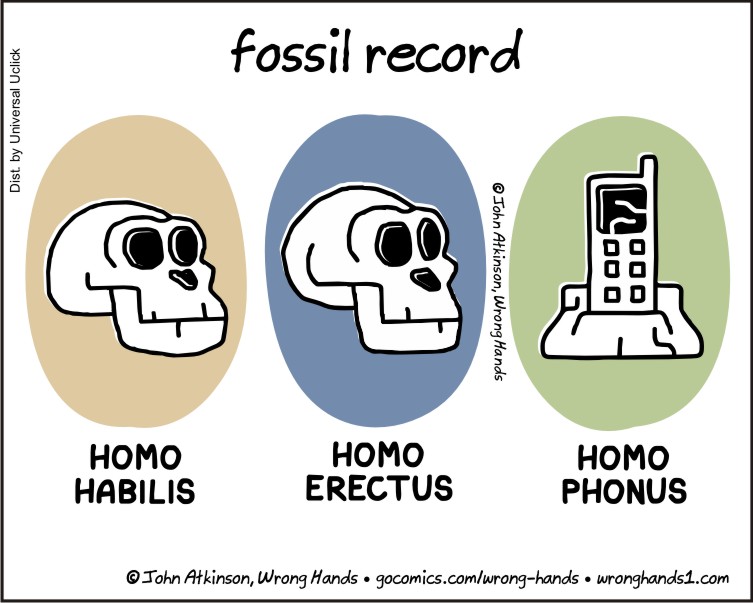 fossil record
Dist. by Universal Uclick
© John Atkinson, Wrong Hands
HOMO
HABILIS
HOMO
ERECTUS
HOMO
PHONUS
© John Atkinson, Wrong Hands • gocomics.com/wrong-hands • wronghands1.com